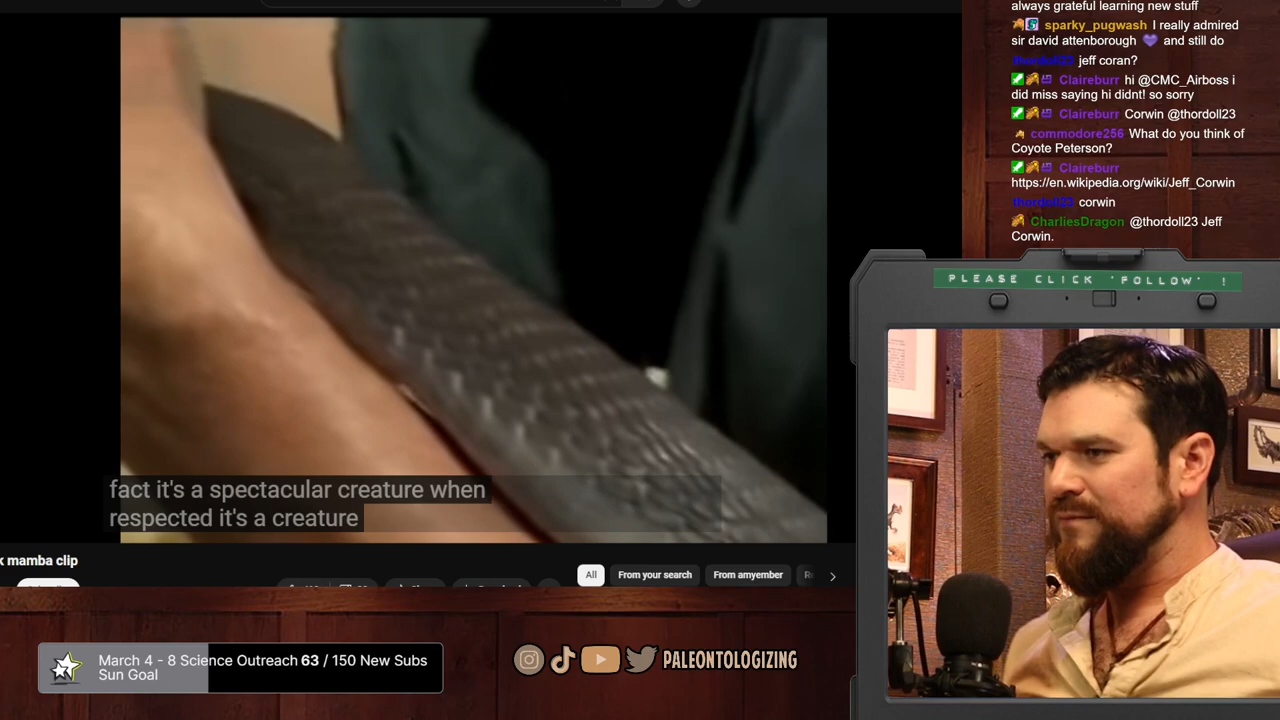 always grateful learning new stuff
sparky_pugwash I really admired
sir david attenborough 💜 and still do
thordoll23 jeff coran?
Claireburr hi @CMC_Airboss i
did miss saying hi didnt! so sorry
Claireburr Corwin @thordoll23
commodore256 What do you think of
Coyote Peterson?
Claireburr
https://en.wikipedia.org/wiki/Jeff_Corwin
thordoll23 corwin
CharliesDragon @thordoll23 Jeff
Corwin.
PLEASE CLICK "FOLLOW" !
fact it's a spectacular creature when
respected it's a creature
k mamba clip
All From your search From amyember
March 4 - 8 Science Outreach 63 / 150 New Subs
Sun Goal
PALEONTOLOGIZING